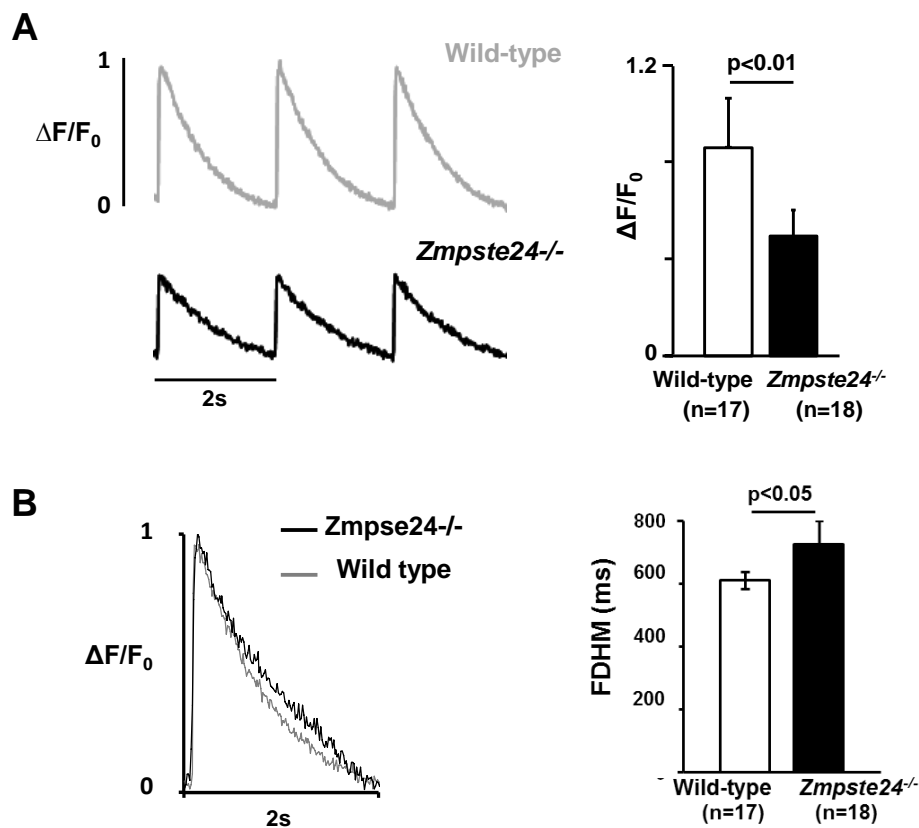 A
1
Wild-type
ΔF/F0
0
Zmpste24-/-
2s
1.2
p<0.01
ΔF/F0
0
Wild-type Zmpste24-/-
(n=17) (n=18)
B
1
Zmpse24-/-
Wild type
ΔF/F0
0
2s
p<0.05
800
600
400
200
FDHM (ms)
Wild-type Zmpste24-/-
(n=17) (n=18)